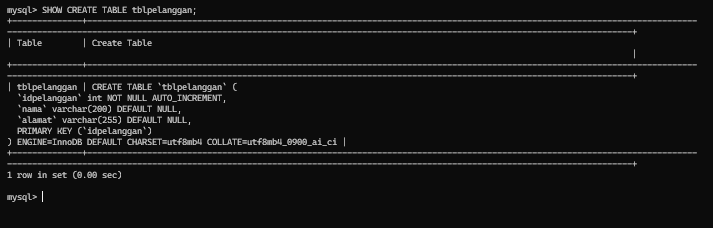 mysql> SHOW CREATE TABLE tblpelanggan;
| Table | Create Table |
| tblpelanggan | CREATE TABLE `tblpelanggan` (
`idpelanggan` int NOT NULL AUTO_INCREMENT,
`nama` varchar(200) DEFAULT NULL,
`alamat` varchar(255) DEFAULT NULL,
PRIMARY KEY (`idpelanggan`)
) ENGINE=InnoDB DEFAULT CHARSET=utf8mb4 COLLATE=utf8mb4_0900_ai_ci |
1 row in set (0.00 sec)
mysql>